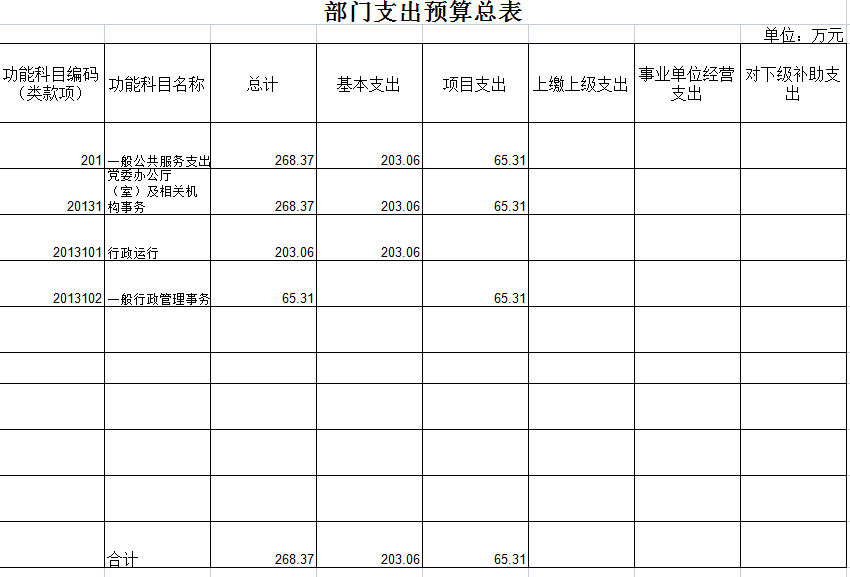 部门支出预算总表
单位：万元
功能科目编码（类款项） 功能科目名称 总计 基本支出 项目支出 上缴上级支出 事业单位经营支出 对下级补助支出
201 一般公共服务支出 268.37 203.06 65.31
20131 党委办公厅（室）及相关机构事务 268.37 203.06 65.31
2013101 行政运行 203.06 203.06
2013102 一般行政管理事务 65.31 65.31
合计 268.37 203.06 65.31